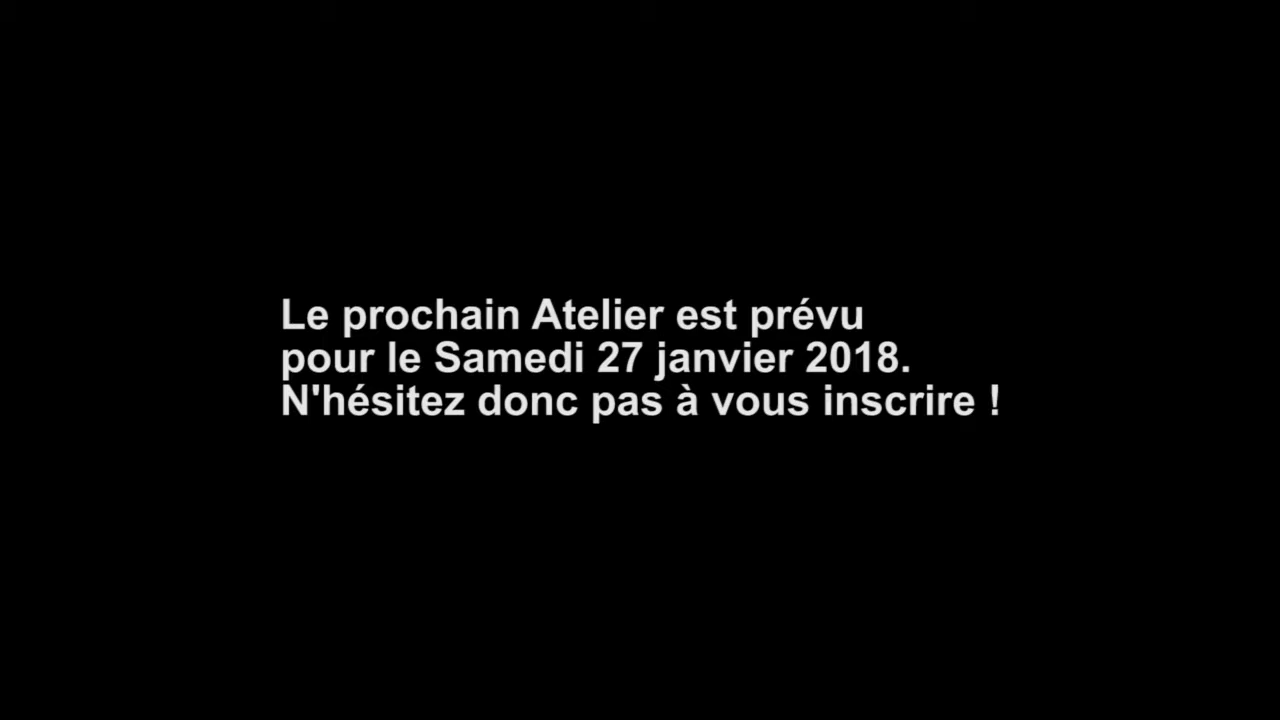 Le prochain Atelier est prévu
pour le Samedi 27 janvier 2018.
N'hésitez donc pas à vous inscrire !